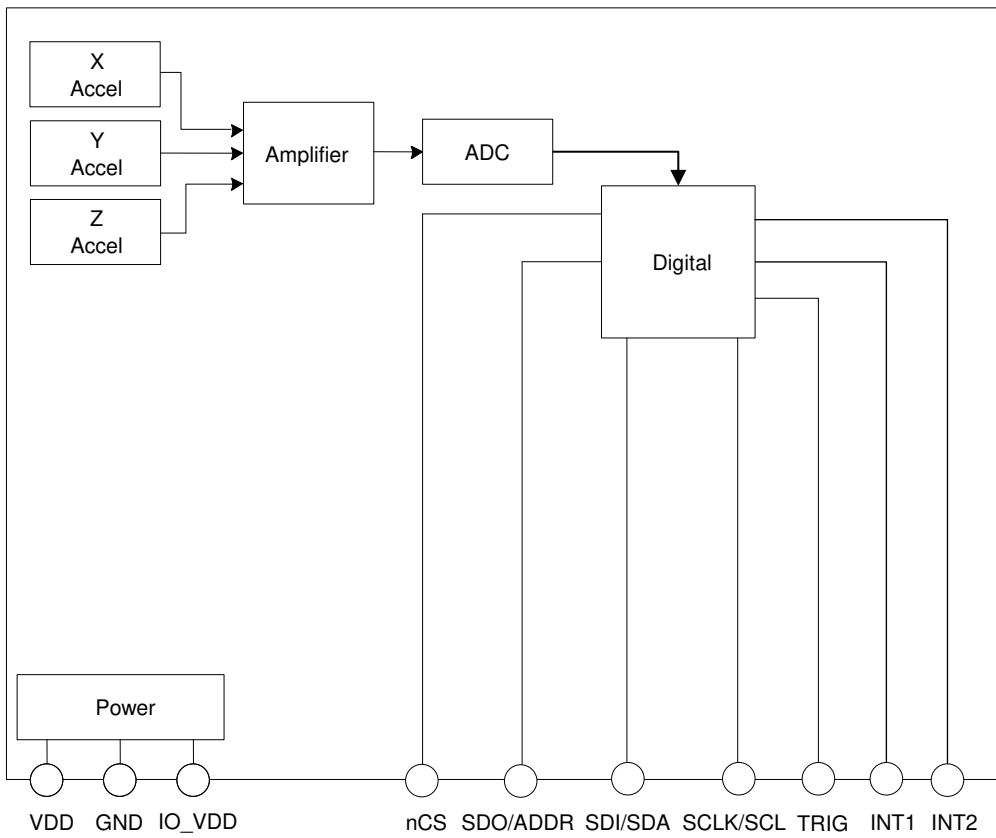 X
Accel
Y
Accel
Z
Accel
Amplifier
ADC
Digital
Power
VDD GND IO_VDD nCS SDO/ADDR SDI/SDA SCLK/SCL TRIG INT1 INT2